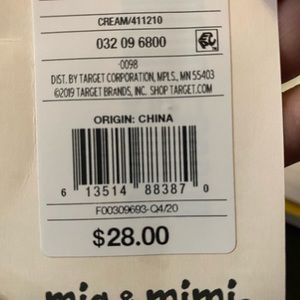 CREAM/411210
032 09 6800
-0098
DIST. BY TARGET CORPORATION, MPLS., MN 55403
©2019 TARGET BRANDS, INC. SHOP TARGET.COM
ORIGIN: CHINA
6 13514 88387 0
F00309693-Q4/20
$28.00
mia & mimi.